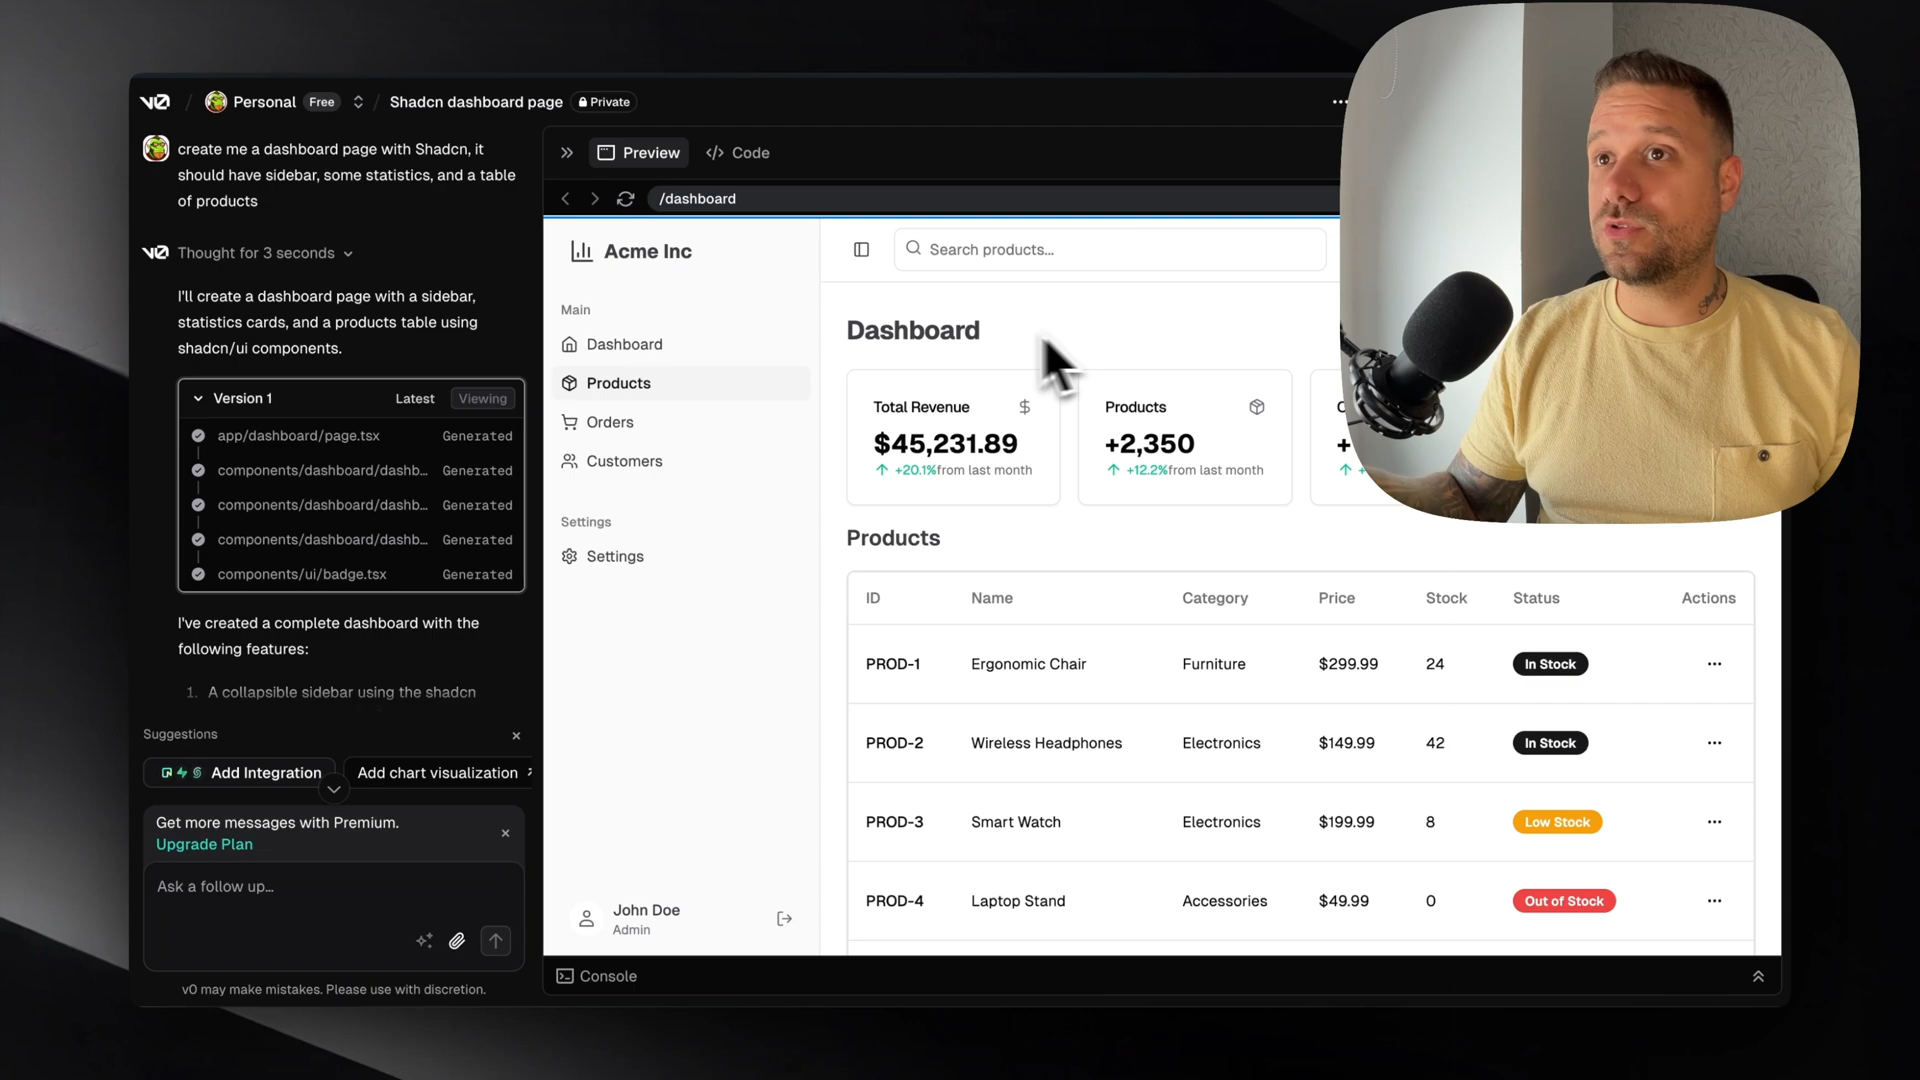 v0 / Personal Free / Shadcn dashboard page Private
create me a dashboard page with Shadcn, it
should have sidebar, some statistics, and a table
of products
v0 Thought for 3 seconds
I'll create a dashboard page with a sidebar,
statistics cards, and a products table using
shadcn/ui components.
Version 1 Latest Viewing
app/dashboard/page.tsx Generated
components/dashboard/dashb... Generated
components/dashboard/dashb... Generated
components/dashboard/dashb... Generated
components/ui/badge.tsx Generated
I've created a complete dashboard with the
following features:
1. A collapsible sidebar using the shadcn
Suggestions
Add Integration Add chart visualization
Get more messages with Premium.
Upgrade Plan
Ask a follow up...
v0 may make mistakes. Please use with discretion.
Preview Code
/dashboard
Acme Inc
Main
Dashboard
Products
Orders
Customers
Settings
Settings
John Doe
Admin
Search products...
Dashboard
Total Revenue $
$45,231.89
+20.1%from last month
Products
+2,350
+12.2%from last month
Products
ID Name Category Price Stock Status Actions
PROD-1 Ergonomic Chair Furniture $299.99 24 In Stock
PROD-2 Wireless Headphones Electronics $149.99 42 In Stock
PROD-3 Smart Watch Electronics $199.99 8 Low Stock
PROD-4 Laptop Stand Accessories $49.99 0 Out of Stock
Console